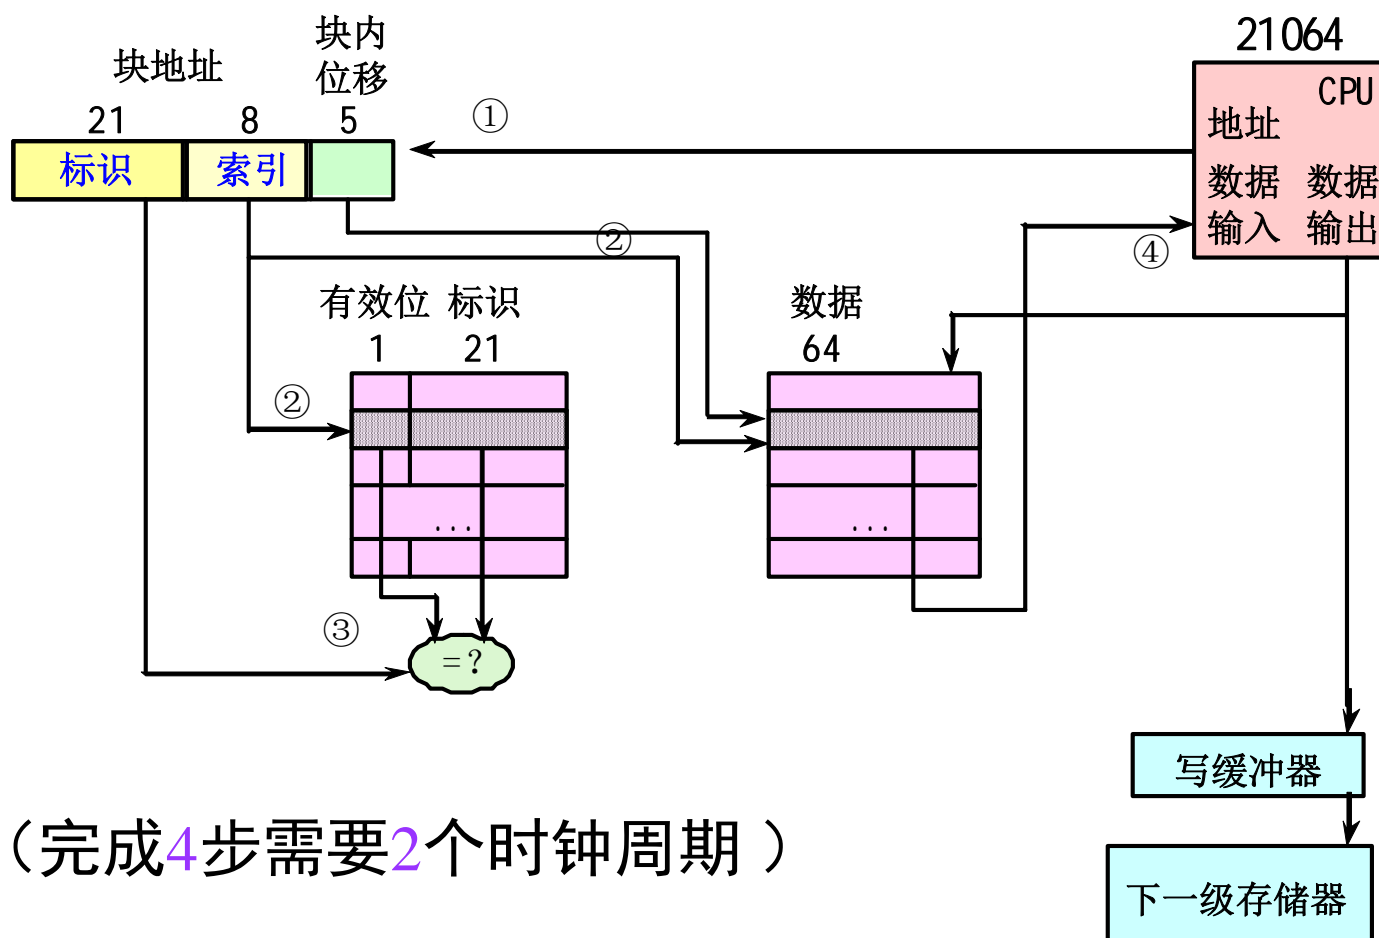 21064
CPU
地址
数据 数据
输入 输出
块地址
块内
位移
21 8 5
标识 索引
①
②
④
有效位 标识
1 21
数据
64
②
...
...
③
=?
写缓冲器
(完成4步需要2个时钟周期 )
下一级存储器